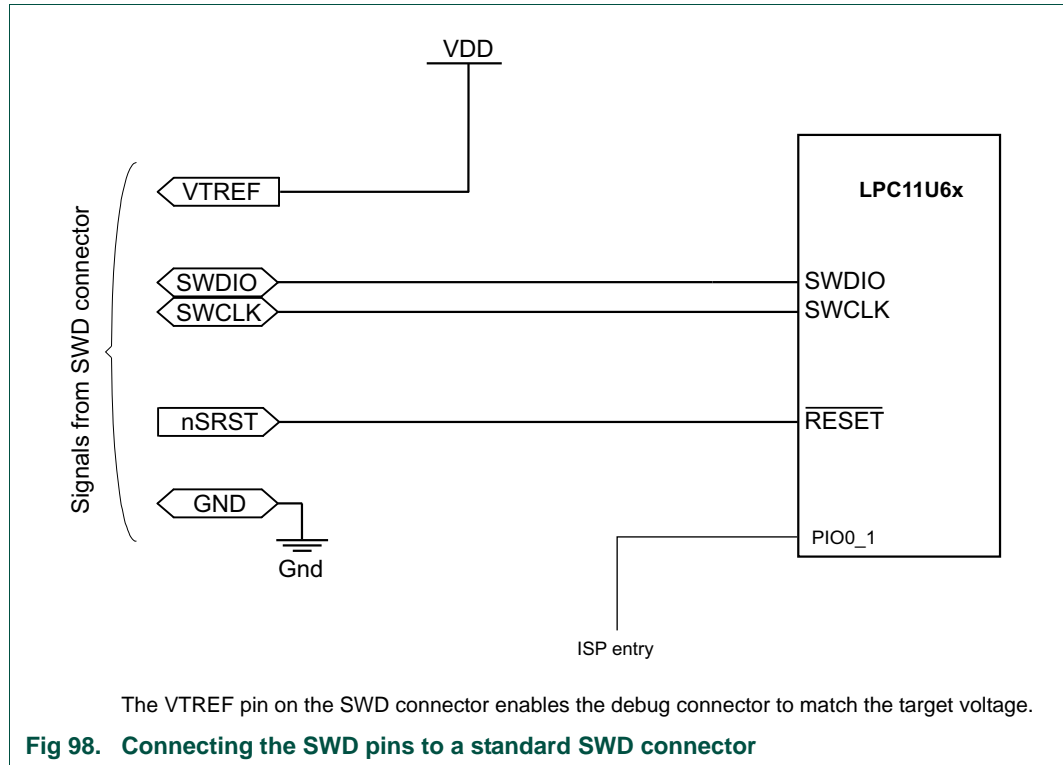 VDD
VTREF
LPC11U6x
Signals from SWD connector
SWDIO
SWDIO
SWCLK
SWCLK
nSRST
RESET
GND
Gnd
PIO0_1
ISP entry
The VTREF pin on the SWD connector enables the debug connector to match the target voltage.
Fig 98. Connecting the SWD pins to a standard SWD connector